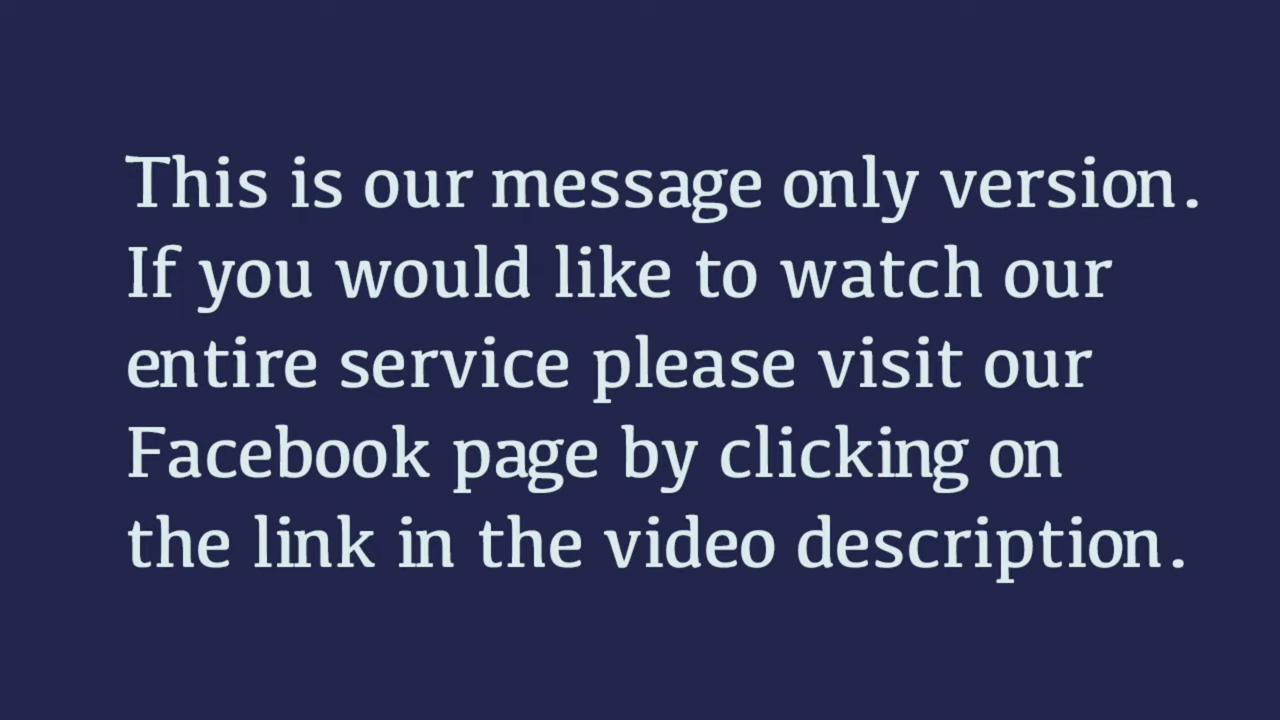 This is our message only version.
If you would like to watch our
entire service please visit our
Facebook page by clicking on
the link in the video description.